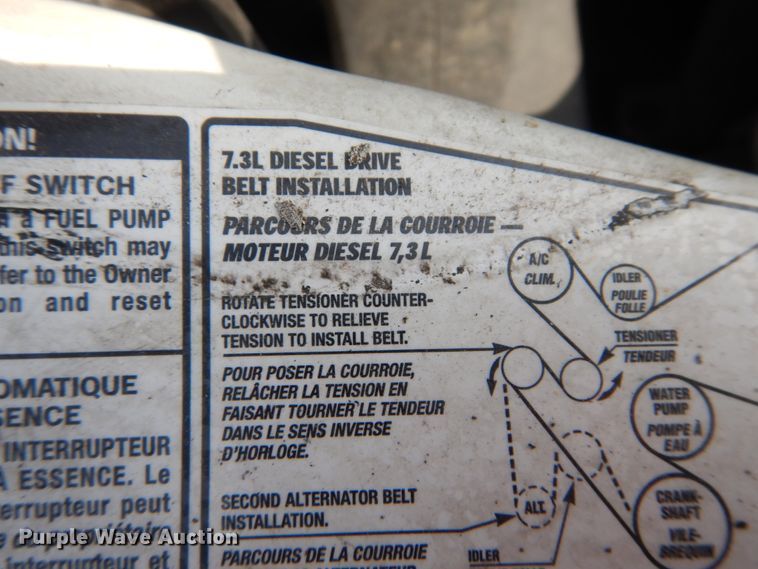 ON!
F SWITCH
a FUEL PUMP
this switch may
fer to the Owner
on and reset
OMATIQUE
SSENCE
INTERRUPTEUR
À ESSENCE. Le
terrupteur peut
interrupteur et
7.3L DIESEL DRIVE
BELT INSTALLATION
PARCOURS DE LA COURROIE —
MOTEUR DIESEL 7,3 L
ROTATE TENSIONER COUNTER-
CLOCKWISE TO RELIEVE
TENSION TO INSTALL BELT.
POUR POSER LA COURROIE,
RELÂCHER LA TENSION EN
FAISANT TOURNER LE TENDEUR
DANS LE SENS INVERSE
D'HORLOGE.
SECOND ALTERNATOR BELT
INSTALLATION.
PARCOURS DE LA COURROIE
A/C
CLIM.
IDLER
POULIE
FOLLE
TENSIONER
TENDEUR
WATER
PUMP
POMPE À
EAU
ALT.
IDLER
CRANK-
SHAFT
VILE-
BREQUIN
Purple Wave Auction